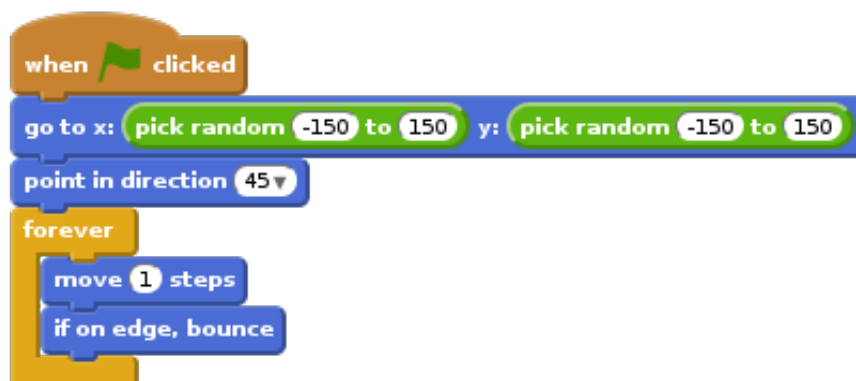 when clicked
go to x: pick random -150 to 150 y: pick random -150 to 150
point in direction 45
forever
move 1 steps
if on edge, bounce